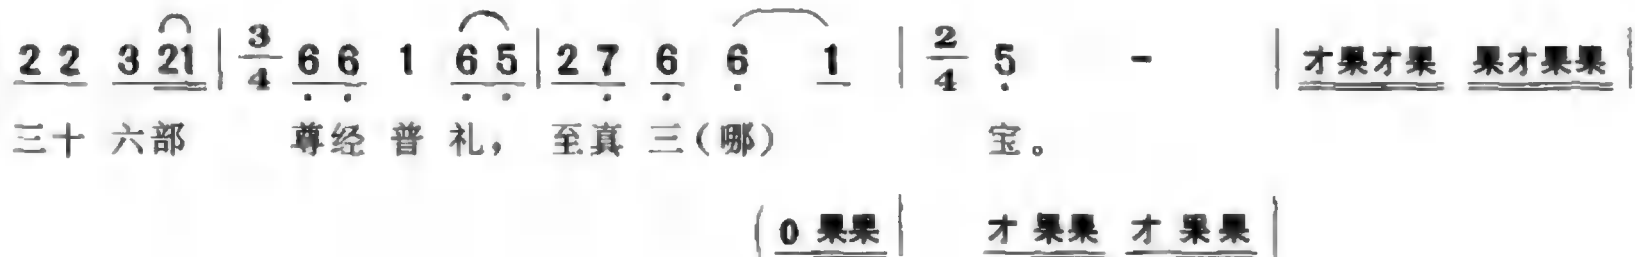 2 2 3 21 | 3/4 6 6 1 6 5 | 2 7 6 6 1 | 2/4 5 - | 才果才果 果才果果 |
三十 六部 尊经 普 礼， 至真 三（哪） 宝。
( 0 果果 | 才 果果 才 果果 |